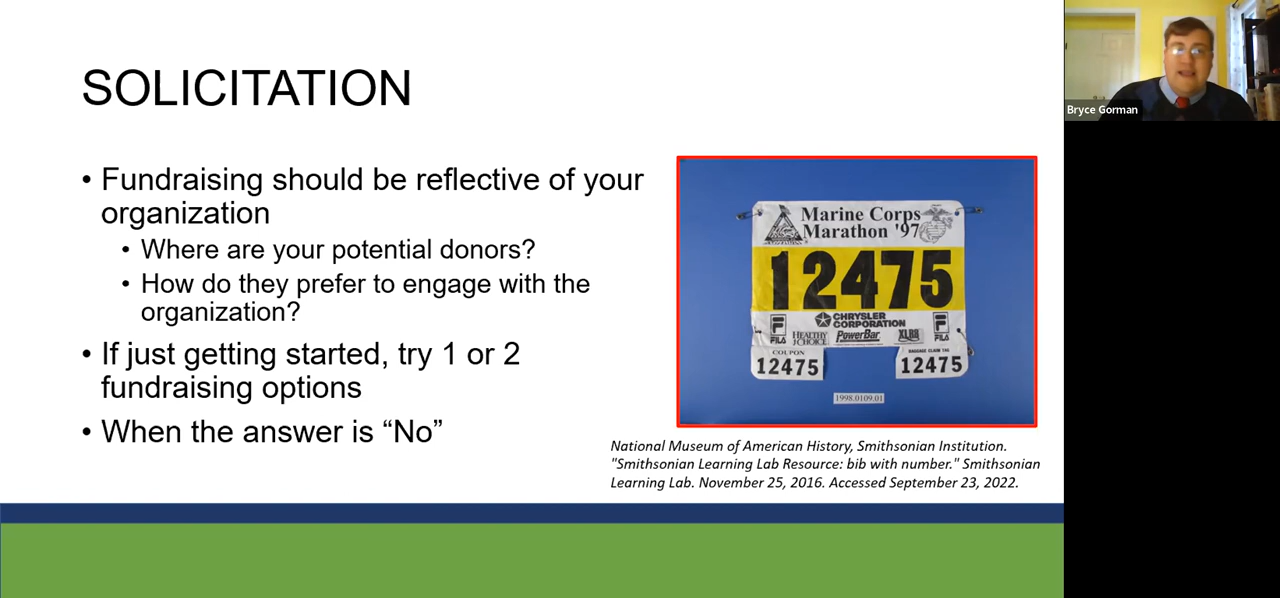 SOLICITATION
• Fundraising should be reflective of your
organization
• Where are your potential donors?
• How do they prefer to engage with the
organization?
• If just getting started, try 1 or 2
fundraising options
• When the answer is “No”
Marine Corps
Marathon '97
12475
CHRYSLER
CORPORATION
FILA
HEALTHY
CHOICE
PowerBar
XLR8
FILA
COUPON
12475
BAGGAGE CLAIM TAG
12475
1998.0109.01
National Museum of American History, Smithsonian Institution.
"Smithsonian Learning Lab Resource: bib with number." Smithsonian
Learning Lab. November 25, 2016. Accessed September 23, 2022.
Bryce Gorman